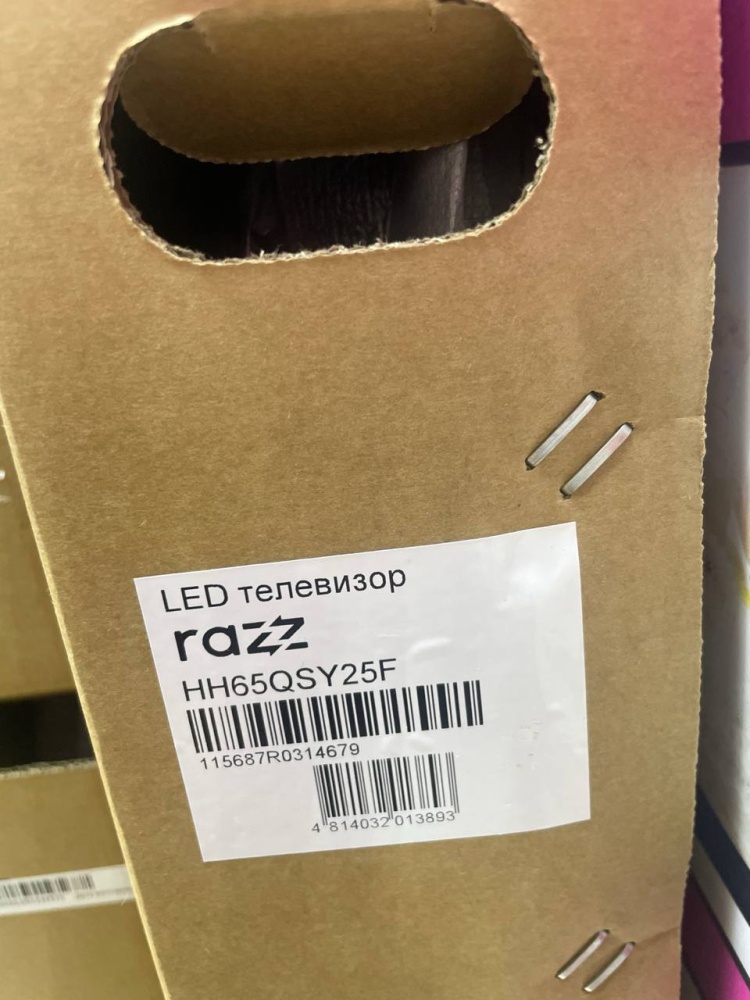 LED телевизор
razz
HH65QSY25F
115687R0314679
4 814032 013893